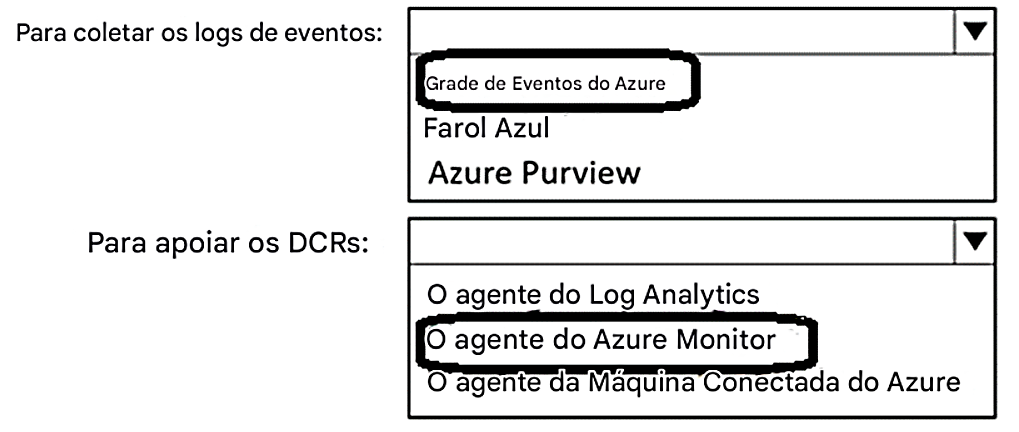 Para coletar os logs de eventos:
Grade de Eventos do Azure
Farol Azul
Azure Purview
Para apoiar os DCRs:
O agente do Log Analytics
O agente do Azure Monitor
O agente da Máquina Conectada do Azure